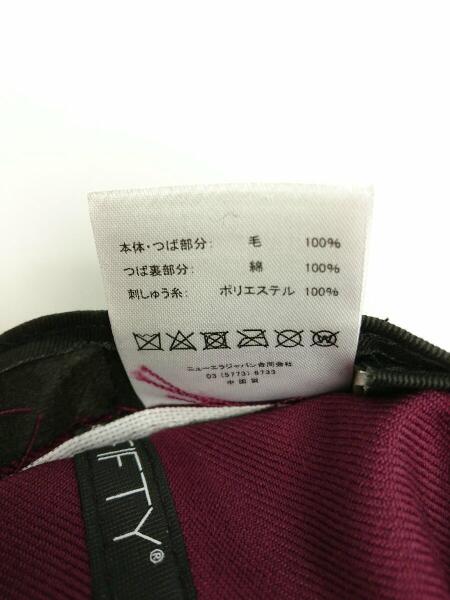 本体・つば部分: 毛 100%
つば裏部分: 綿 100%
刺しゅう糸: ポリエステル 100%
ニューエラジャパン合同会社
03 (5773) 8733
中国製
FIFTY®